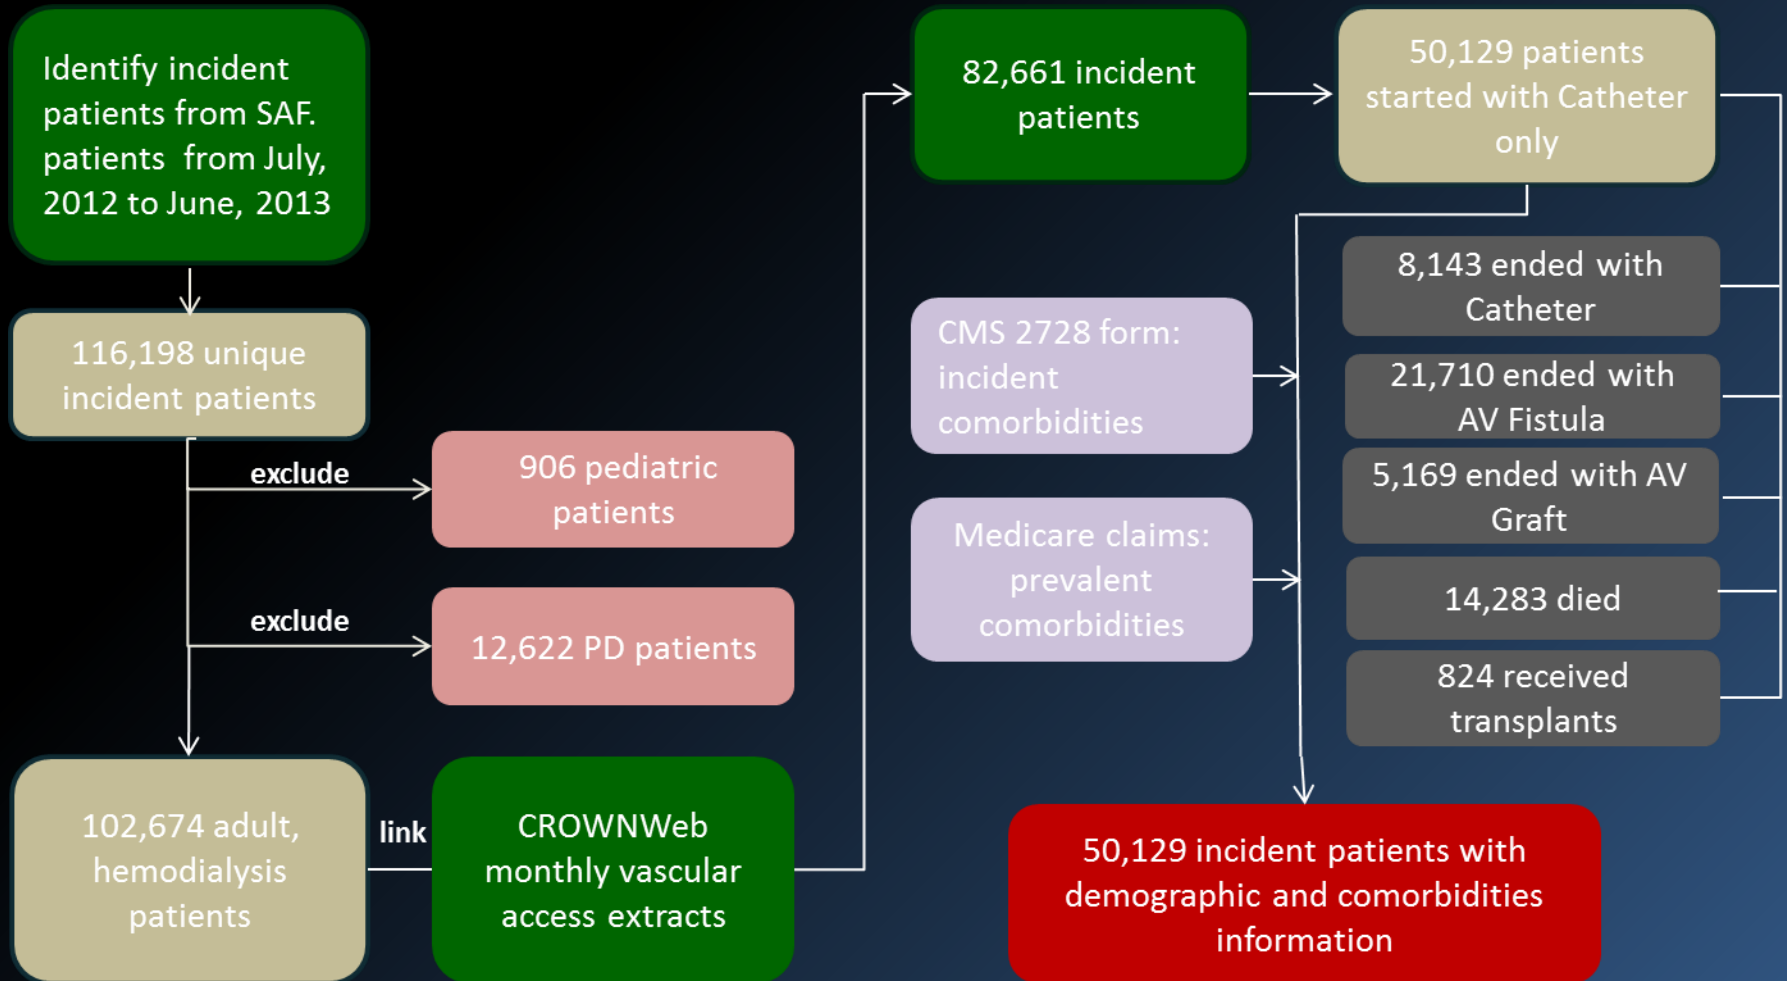 Identify incident
patients from SAF.
patients from July,
2012 to June, 2013
116,198 unique
incident patients
exclude
906 pediatric
patients
exclude
12,622 PD patients
102,674 adult,
hemodialysis
patients
link
CROWNWeb
monthly vascular
access extracts
82,661 incident
patients
50,129 patients
started with Catheter
only
8,143 ended with
Catheter
21,710 ended with
AV Fistula
5,169 ended with AV
Graft
14,283 died
824 received
transplants
CMS 2728 form:
incident
comorbidities
Medicare claims:
prevalent
comorbidities
50,129 incident patients with
demographic and comorbidities
information